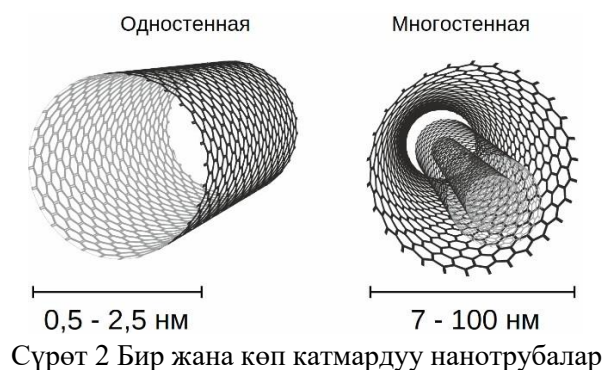 Одностенная
Многостенная
0,5 - 2,5 нм
7 - 100 нм
Сүрөт 2 Бир жана көп катмардуу нанотрубалар